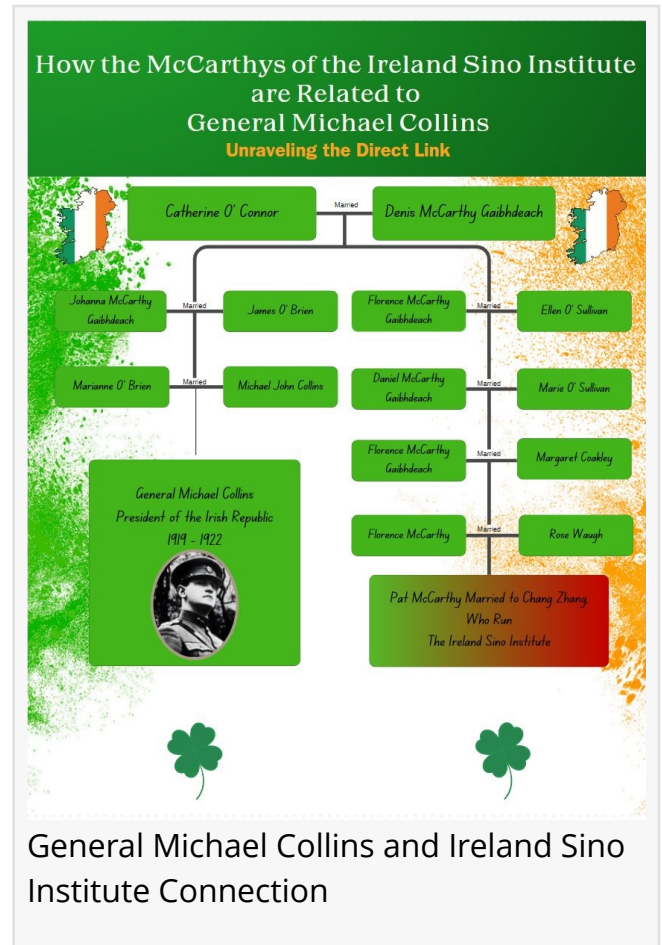 How the McCarthys of the Ireland Sino Institute
are Related to
General Michael Collins
Unraveling the Direct Link
Catherine O' Connor
Married
Denis McCarthy Gaibhdeach
Johanna McCarthy
Gaibhdeach
Married
James O' Brien
Florence McCarthy
Gaibhdeach
Married
Ellen O' Sullivan
Marianne O' Brien
Married
Michael John Collins
Daniel McCarthy
Gaibhdeach
Married
Marie O' Sullivan
Florence McCarthy
Gaibhdeach
Married
Margaret Coakley
General Michael Collins
President of the Irish Republic
1919 - 1922
Florence McCarthy
Married
Rose Waugh
Pat McCarthy Married to Chang Zhang,
Who Run
The Ireland Sino Institute
General Michael Collins and Ireland Sino
Institute Connection